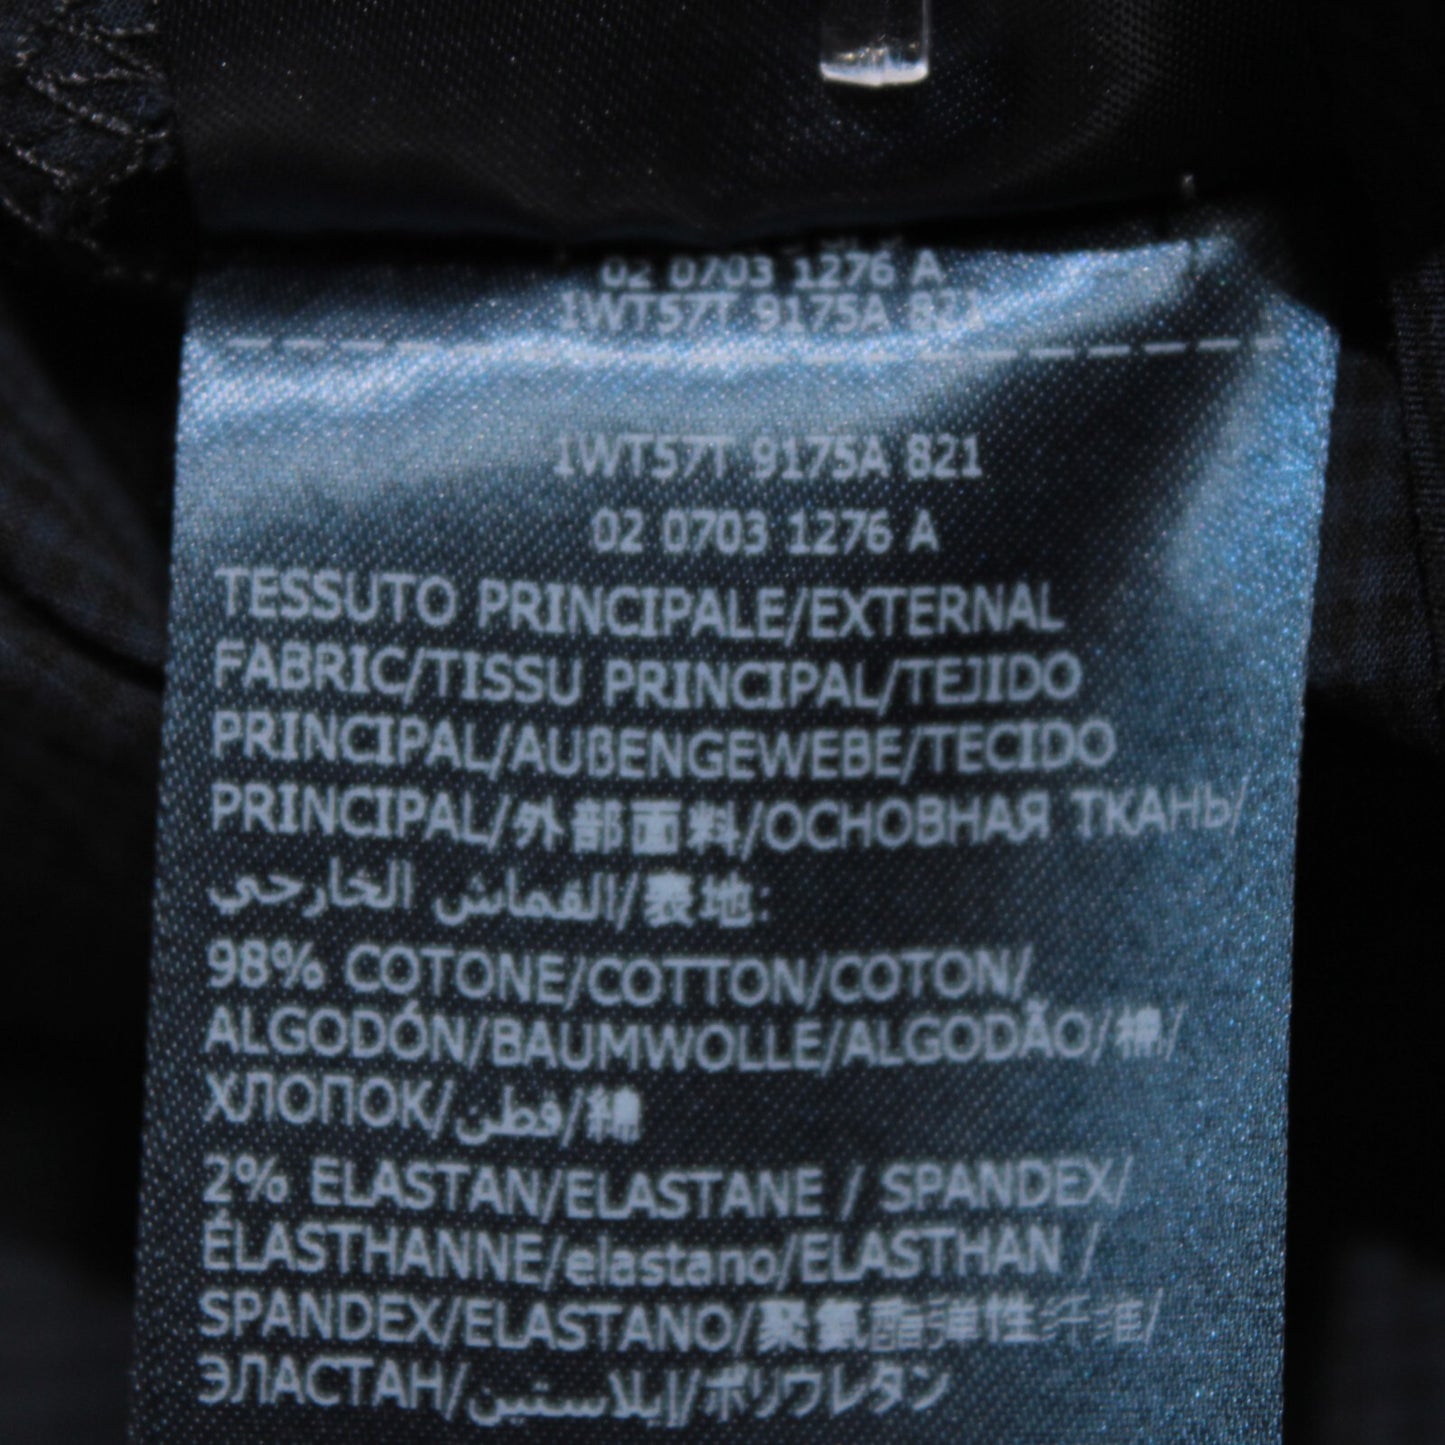 02 0703 1276 A
1WT57T 9175A 821
1WT57T 9175A 821
02 0703 1276 A
TESSUTO PRINCIPALE/EXTERNAL
FABRIC/TISSU PRINCIPAL/TEJIDO
PRINCIPAL/AUßENGEWEBE/TECIDO
PRINCIPAL/外部面料/ОСНОВНАЯ ТКАНЬ/
القماش الخارجي/表地:
98% COTONE/COTTON/COTON/
ALGODÓN/BAUMWOLLE/ALGODÃO/棉/
ХЛОПОК/قطن/綿
2% ELASTAN/ELASTANE / SPANDEX/
ÉLASTHANNE/elastano/ELASTHAN /
SPANDEX/ELASTANO/聚氨酯弹性纤维/
ЭЛАСТАН/إيلاستين/ポリウレタン